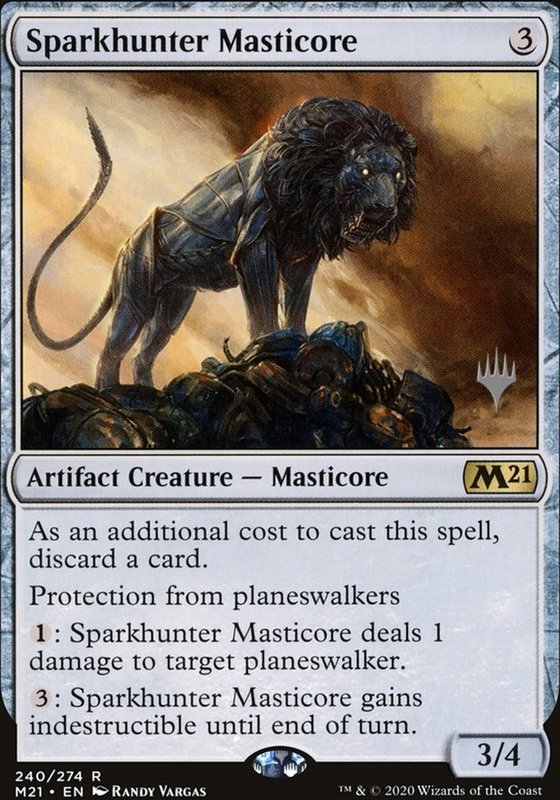 Sparkhunter Masticore 3
Artifact Creature — Masticore M21
As an additional cost to cast this spell,
discard a card.
Protection from planeswalkers
1: Sparkhunter Masticore deals 1
damage to target planeswalker.
3: Sparkhunter Masticore gains
indestructible until end of turn.
3/4
240/274 R
M21 • EN RANDY VARGAS ™ & © 2020 Wizards of the Coast